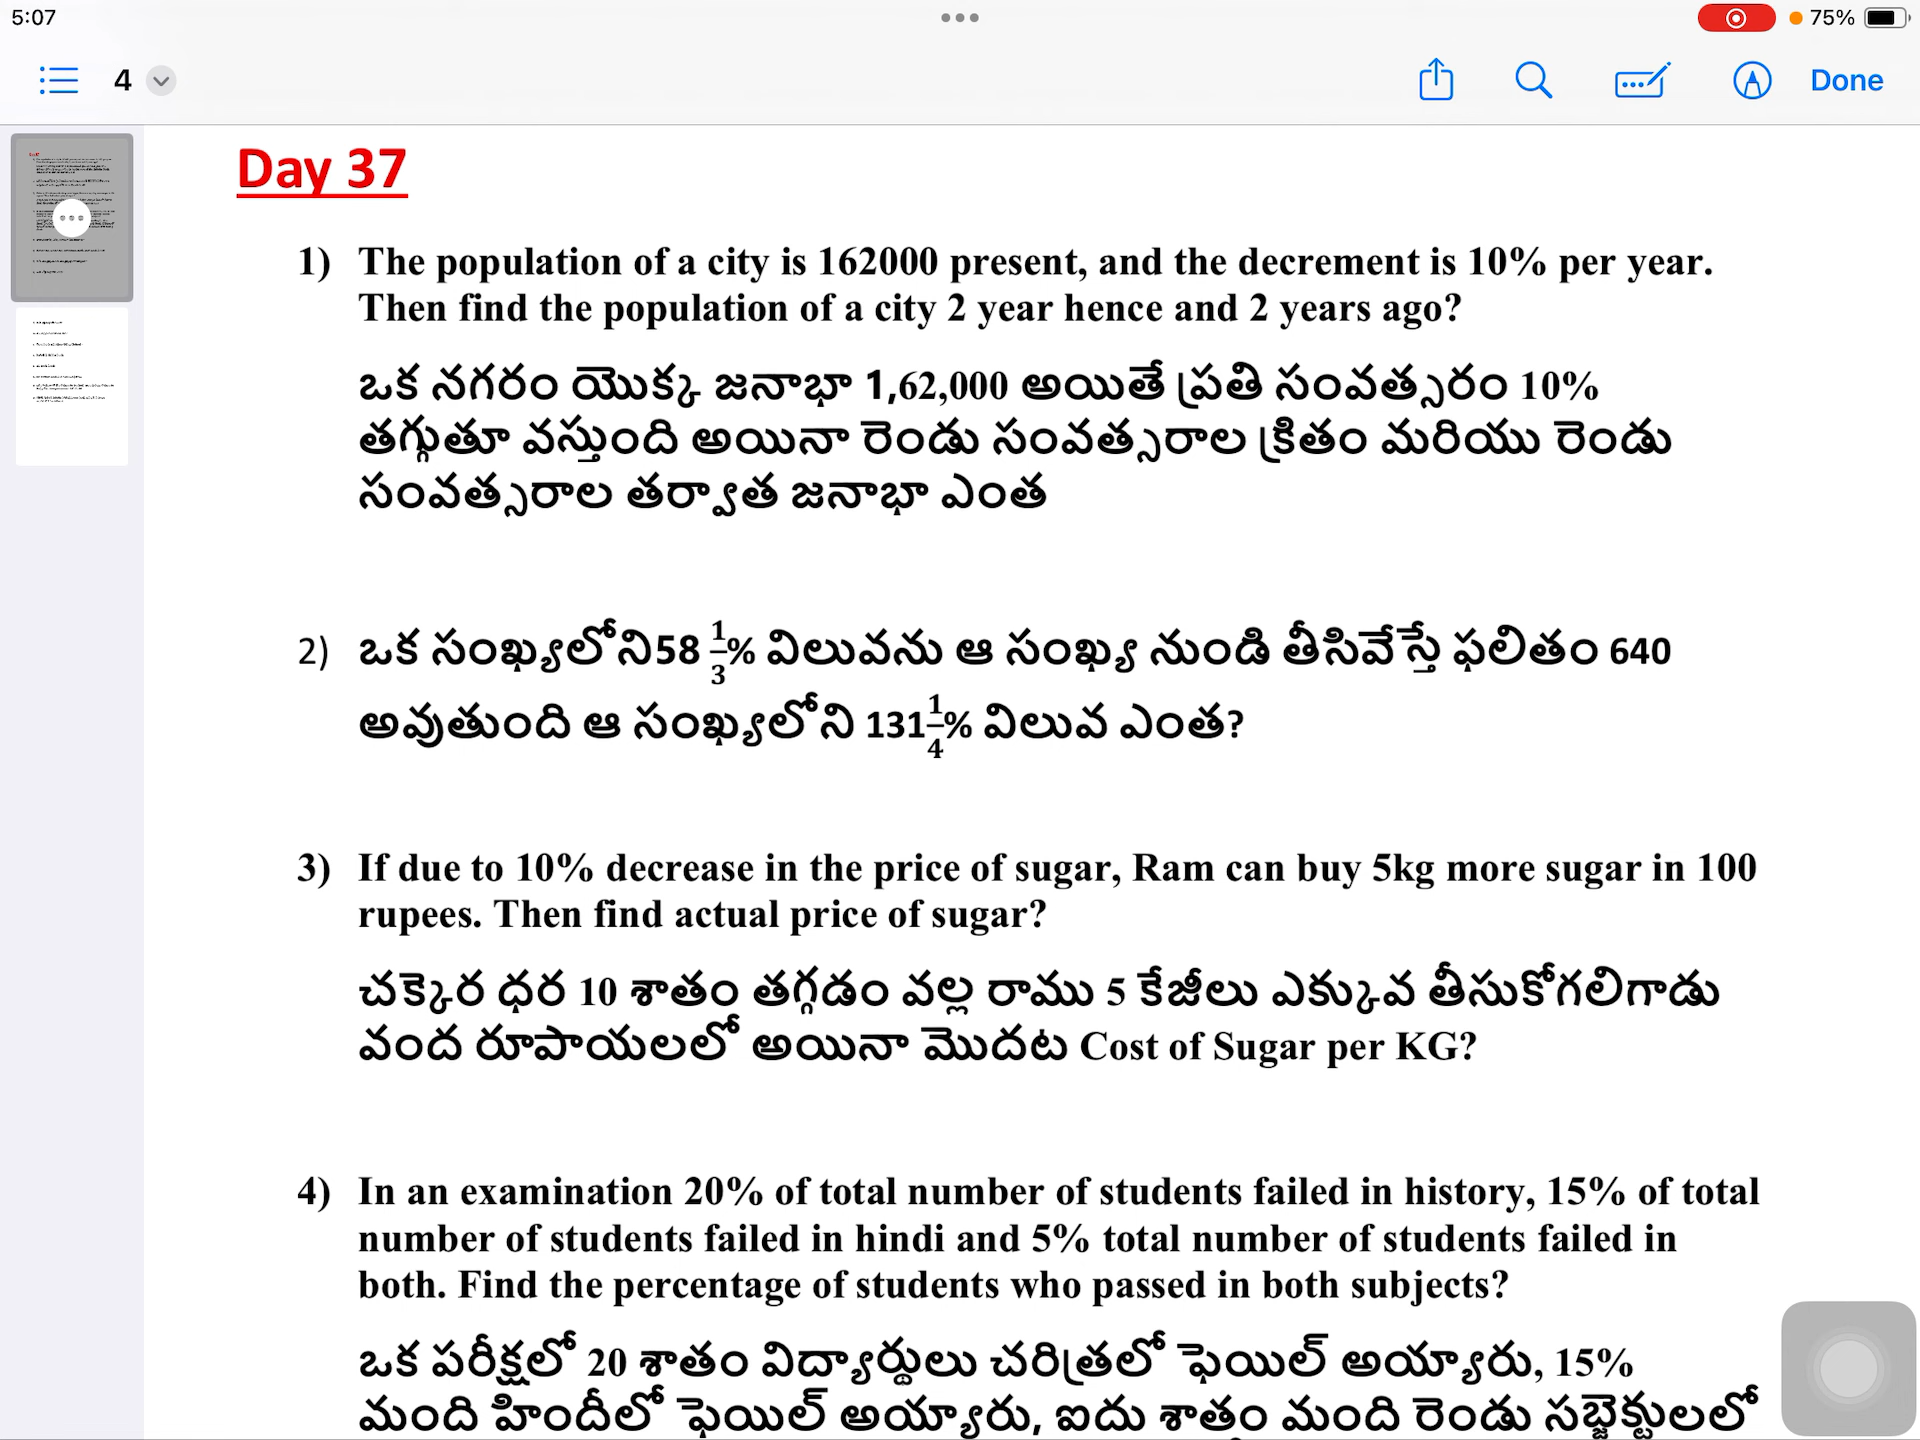 5:07
75%
4
Done
Day 37
1) The population of a city is 162000 present, and the decrement is 10% per year.
Then find the population of a city 2 year hence and 2 years ago?
ఒక నగరం యొక్క జనాభా 1,62,000 అయితే ప్రతి సంవత్సరం 10%
తగ్గుతూ వస్తుంది అయినా రెండు సంవత్సరాల క్రితం మరియు రెండు
సంవత్సరాల తర్వాత జనాభా ఎంత
2) ఒక సంఖ్యలోని58 1/3% విలువను ఆ సంఖ్య నుండి తీసివేస్తే ఫలితం 640
అవుతుంది ఆ సంఖ్యలోని 131 1/4% విలువ ఎంత?
3) If due to 10% decrease in the price of sugar, Ram can buy 5kg more sugar in 100
rupees. Then find actual price of sugar?
చక్కెర ధర 10 శాతం తగ్గడం వల్ల రాము 5 కేజీలు ఎక్కువ తీసుకోగలిగాడు
వంద రూపాయలలో అయినా మొదట Cost of Sugar per KG?
4) In an examination 20% of total number of students failed in history, 15% of total
number of students failed in hindi and 5% total number of students failed in
both. Find the percentage of students who passed in both subjects?
ఒక పరీక్షలో 20 శాతం విద్యార్థులు చరిత్రలో ఫెయిల్ అయ్యారు, 15%
మంది హిందీలో ఫెయిల్ అయ్యారు, ఐదు శాతం మంది రెండు సబ్జెక్టులలో